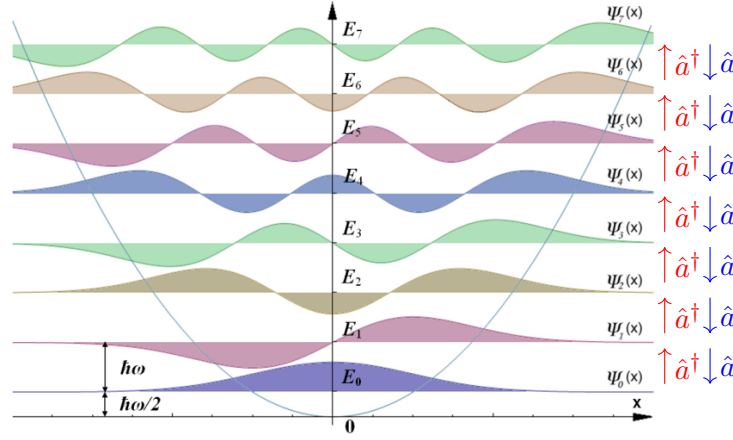 E₇ Ψ₇(x)
↑â† ↓â
E₆ Ψ₆(x)
↑â† ↓â
E₅ Ψ₅(x)
↑â† ↓â
E₄ Ψ₄(x)
↑â† ↓â
E₃ Ψ₃(x)
↑â† ↓â
E₂ Ψ₂(x)
↑â† ↓â
E₁ Ψ₁(x)
ħω ↑â† ↓â
E₀ Ψ₀(x)
ħω/2 x
0